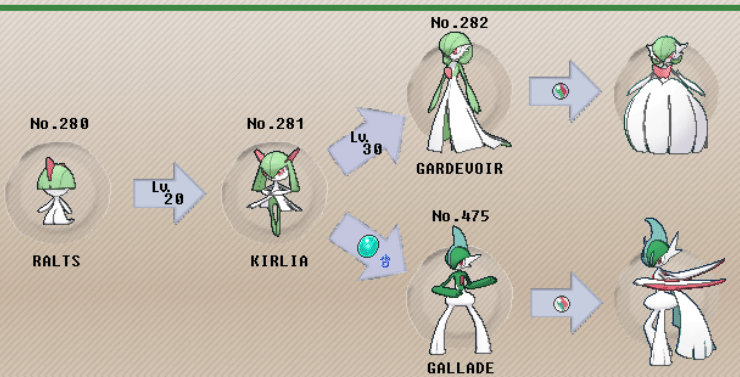 No.282
No.280
No.281
Lv.
20
Lv.
30
GARDEVOIR
No.475
RALTS
KIRLIA
GALLADE